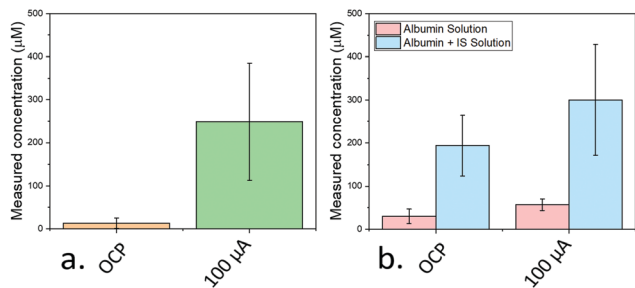 Measured concentration (µM)
500
400
300
200
100
0
a.
OCP
100 µA
Measured concentration (µM)
500
400
300
200
100
0
Albumin Solution
Albumin + IS Solution
b.
OCP
100 µA